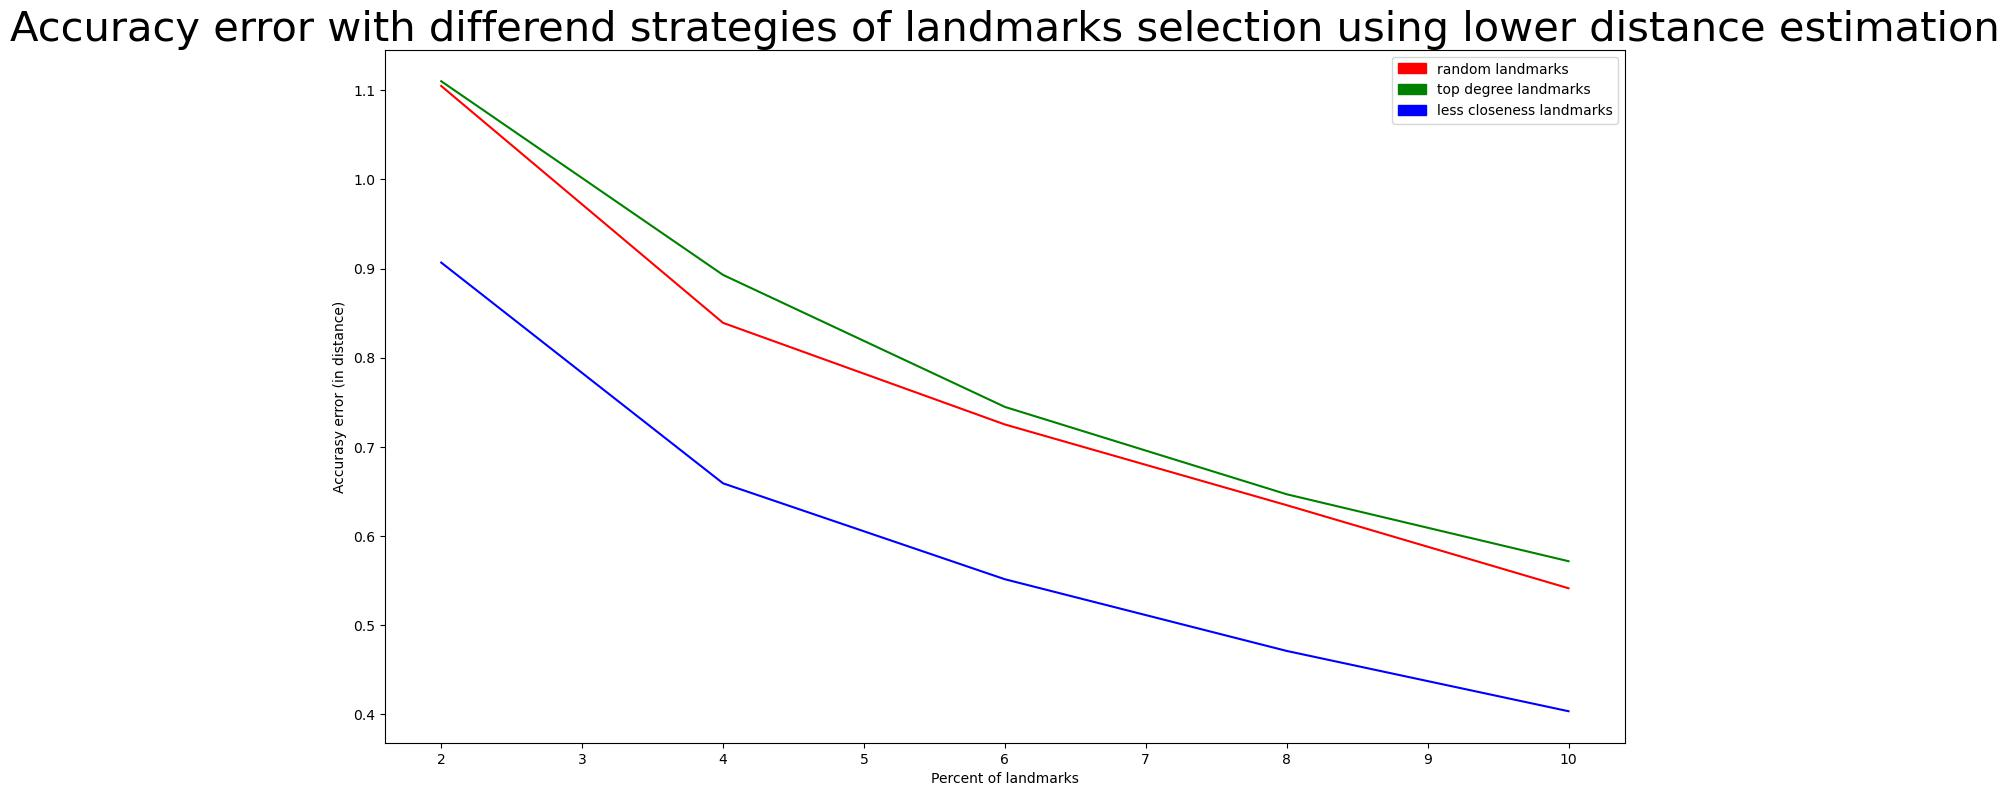 Accuracy error with differend strategies of landmarks selection using lower distance estimation
random landmarks
top degree landmarks
less closeness landmarks
Accurasy error (in distance)
1.1
1.0
0.9
0.8
0.7
0.6
0.5
0.4
2 3 4 5 6 7 8 9 10
Percent of landmarks